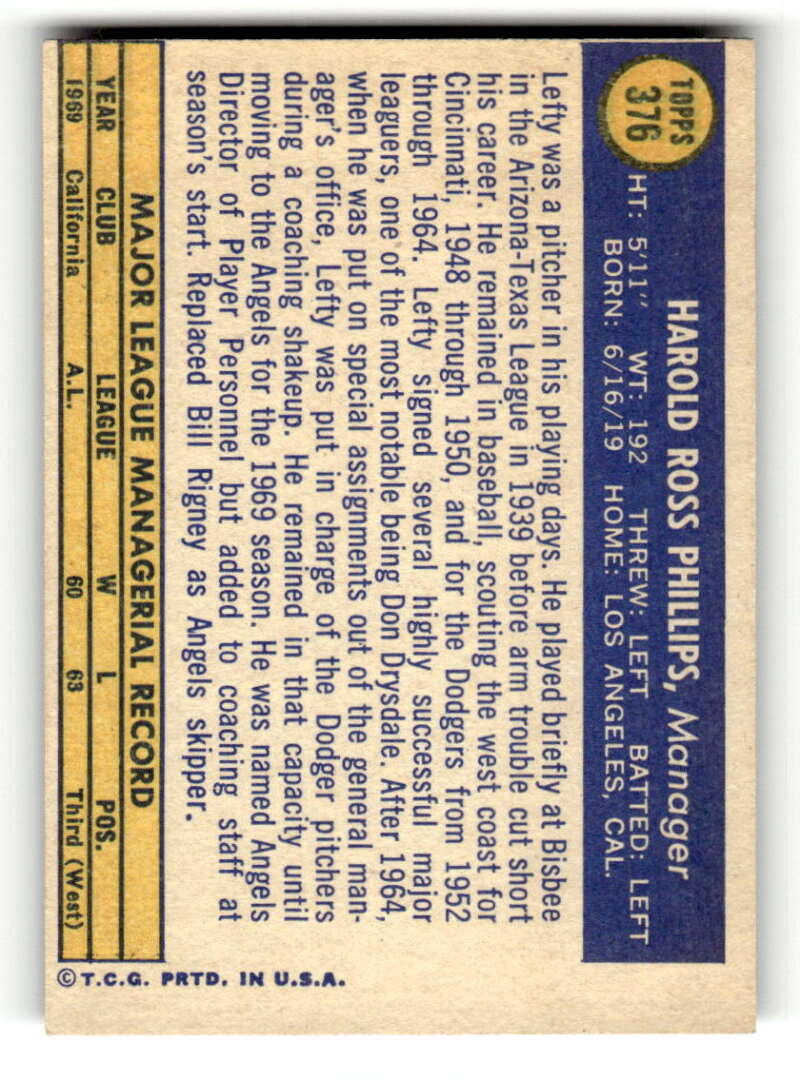 TOPPS
376
HAROLD ROSS PHILLIPS, Manager
HT: 5'11" WT: 192 THREW: LEFT BATTED: LEFT
BORN: 6/16/19 HOME: LOS ANGELES, CAL.
Lefty was a pitcher in his playing days. He played briefly at Bisbee
in the Arizona-Texas League in 1939 before arm trouble cut short
his career. He remained in baseball, scouting the west coast for
Cincinnati, 1948 through 1950, and for the Dodgers from 1952
through 1964. Lefty signed several highly successful major
leaguers, one of the most notable being Don Drysdale. After 1964,
when he was put on special assignments out of the general man-
ager's office, Lefty was put in charge of the Dodger pitchers
during a coaching shakeup. He remained in that capacity until
moving to the Angels for the 1969 season. He was named Angels
Director of Player Personnel but added to coaching staff at
season's start. Replaced Bill Rigney as Angels skipper.
MAJOR LEAGUE MANAGERIAL RECORD
YEAR CLUB LEAGUE W L POS.
1969 California A.L. 60 63 Third (West)
© T.C.G. PRTD. IN U.S.A.